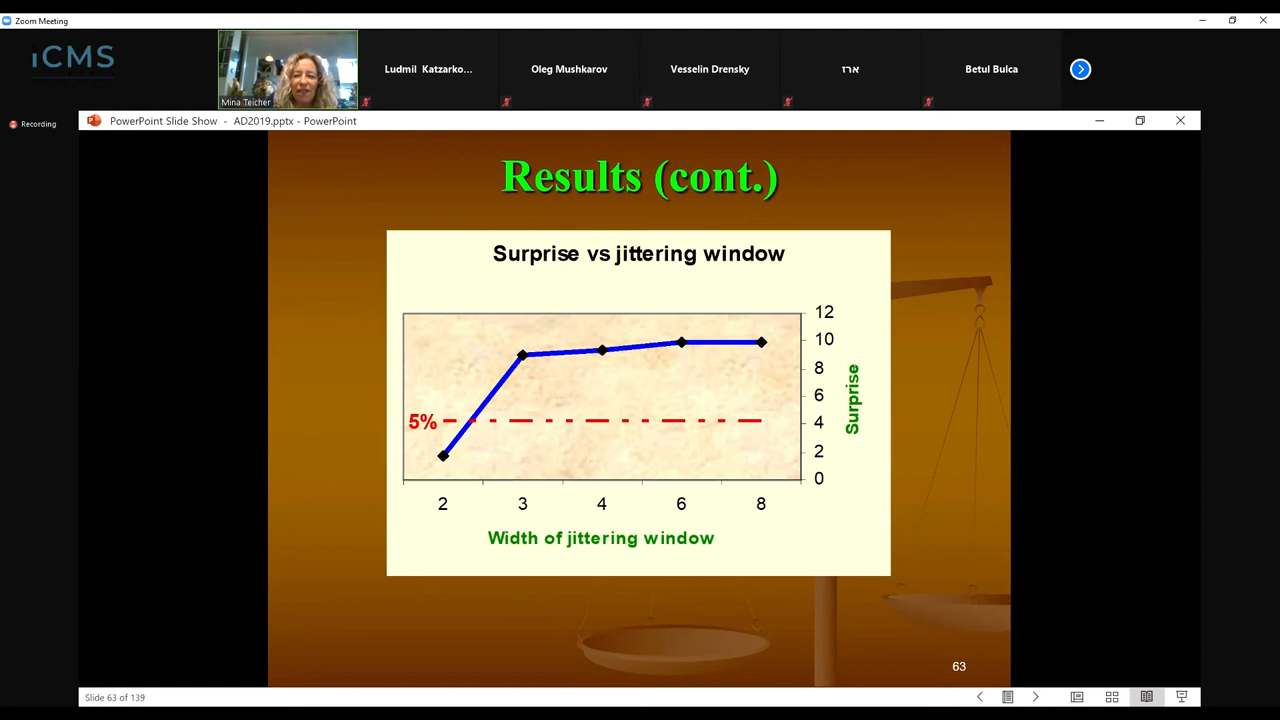 Zoom Meeting
iCMS
Mina Teicher
Ludmil Katzarko...
Oleg Mushkarov
Vesselin Drensky
ארז
Betul Bulca
Recording
PowerPoint Slide Show - AD2019.pptx - PowerPoint
Results (cont.)
Surprise vs jittering window
12
10
8
6
4
2
0
Surprise
5%
2 3 4 6 8
Width of jittering window
63
Slide 63 of 139